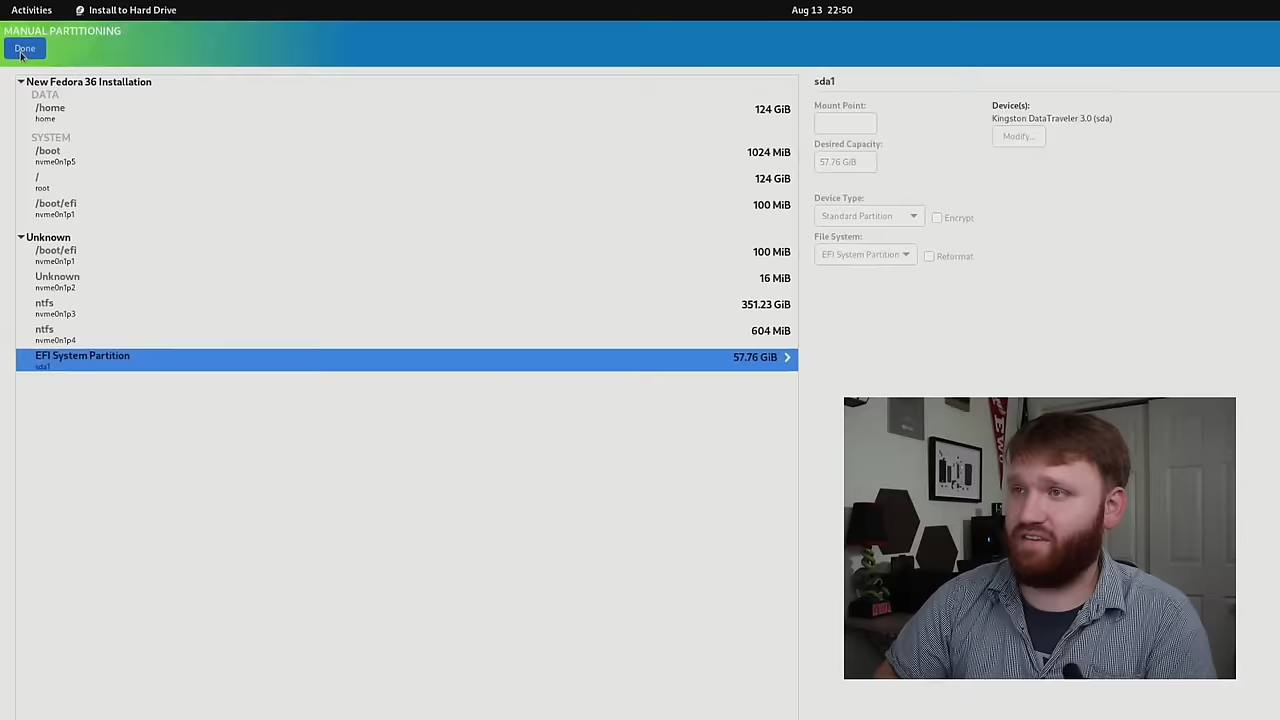 Activities
Install to Hard Drive
Aug 13 22:50
MANUAL PARTITIONING
Done
New Fedora 36 Installation
DATA
/home
124 GiB
home
SYSTEM
/boot
1024 MiB
nvme0n1p5
/
124 GiB
root
/boot/efi
100 MiB
nvme0n1p1
Unknown
/boot/efi
100 MiB
nvme0n1p1
Unknown
16 MiB
nvme0n1p2
ntfs
351.23 GiB
nvme0n1p3
ntfs
604 MiB
nvme0n1p4
EFI System Partition
57.76 GiB
sda1
sda1
Mount Point:
Device(s):
Kingston DataTraveler 3.0 (sda)
Modify...
Desired Capacity:
57.76 GiB
Device Type:
Standard Partition
Encrypt
File System:
EFI System Partition
Reformat